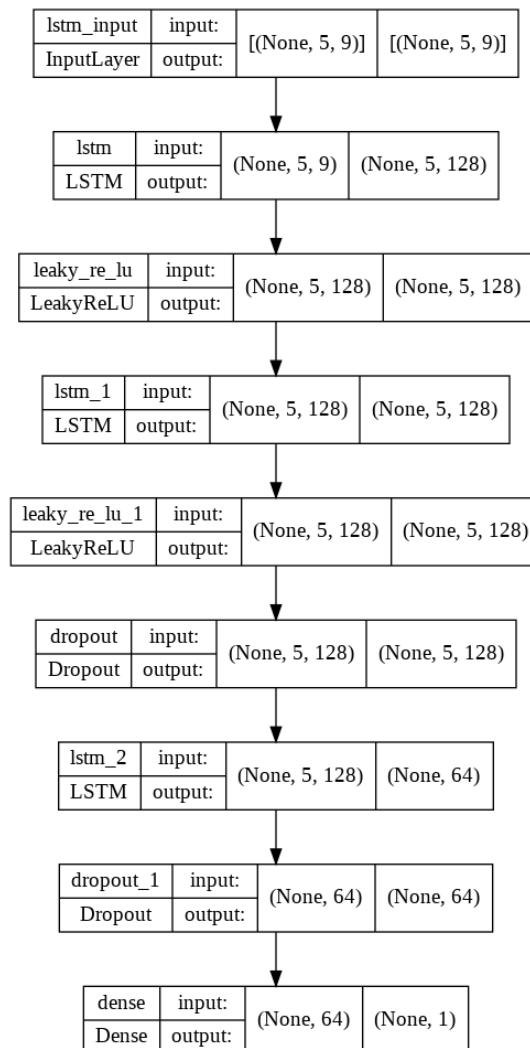 lstm_input input: [(None, 5, 9)] [(None, 5, 9)]
InputLayer output:
lstm input: (None, 5, 9) (None, 5, 128)
LSTM output:
leaky_re_lu input: (None, 5, 128) (None, 5, 128)
LeakyReLU output:
lstm_1 input: (None, 5, 128) (None, 5, 128)
LSTM output:
leaky_re_lu_1 input: (None, 5, 128) (None, 5, 128)
LeakyReLU output:
dropout input: (None, 5, 128) (None, 5, 128)
Dropout output:
lstm_2 input: (None, 5, 128) (None, 64)
LSTM output:
dropout_1 input: (None, 64) (None, 64)
Dropout output:
dense input: (None, 64) (None, 1)
Dense output: